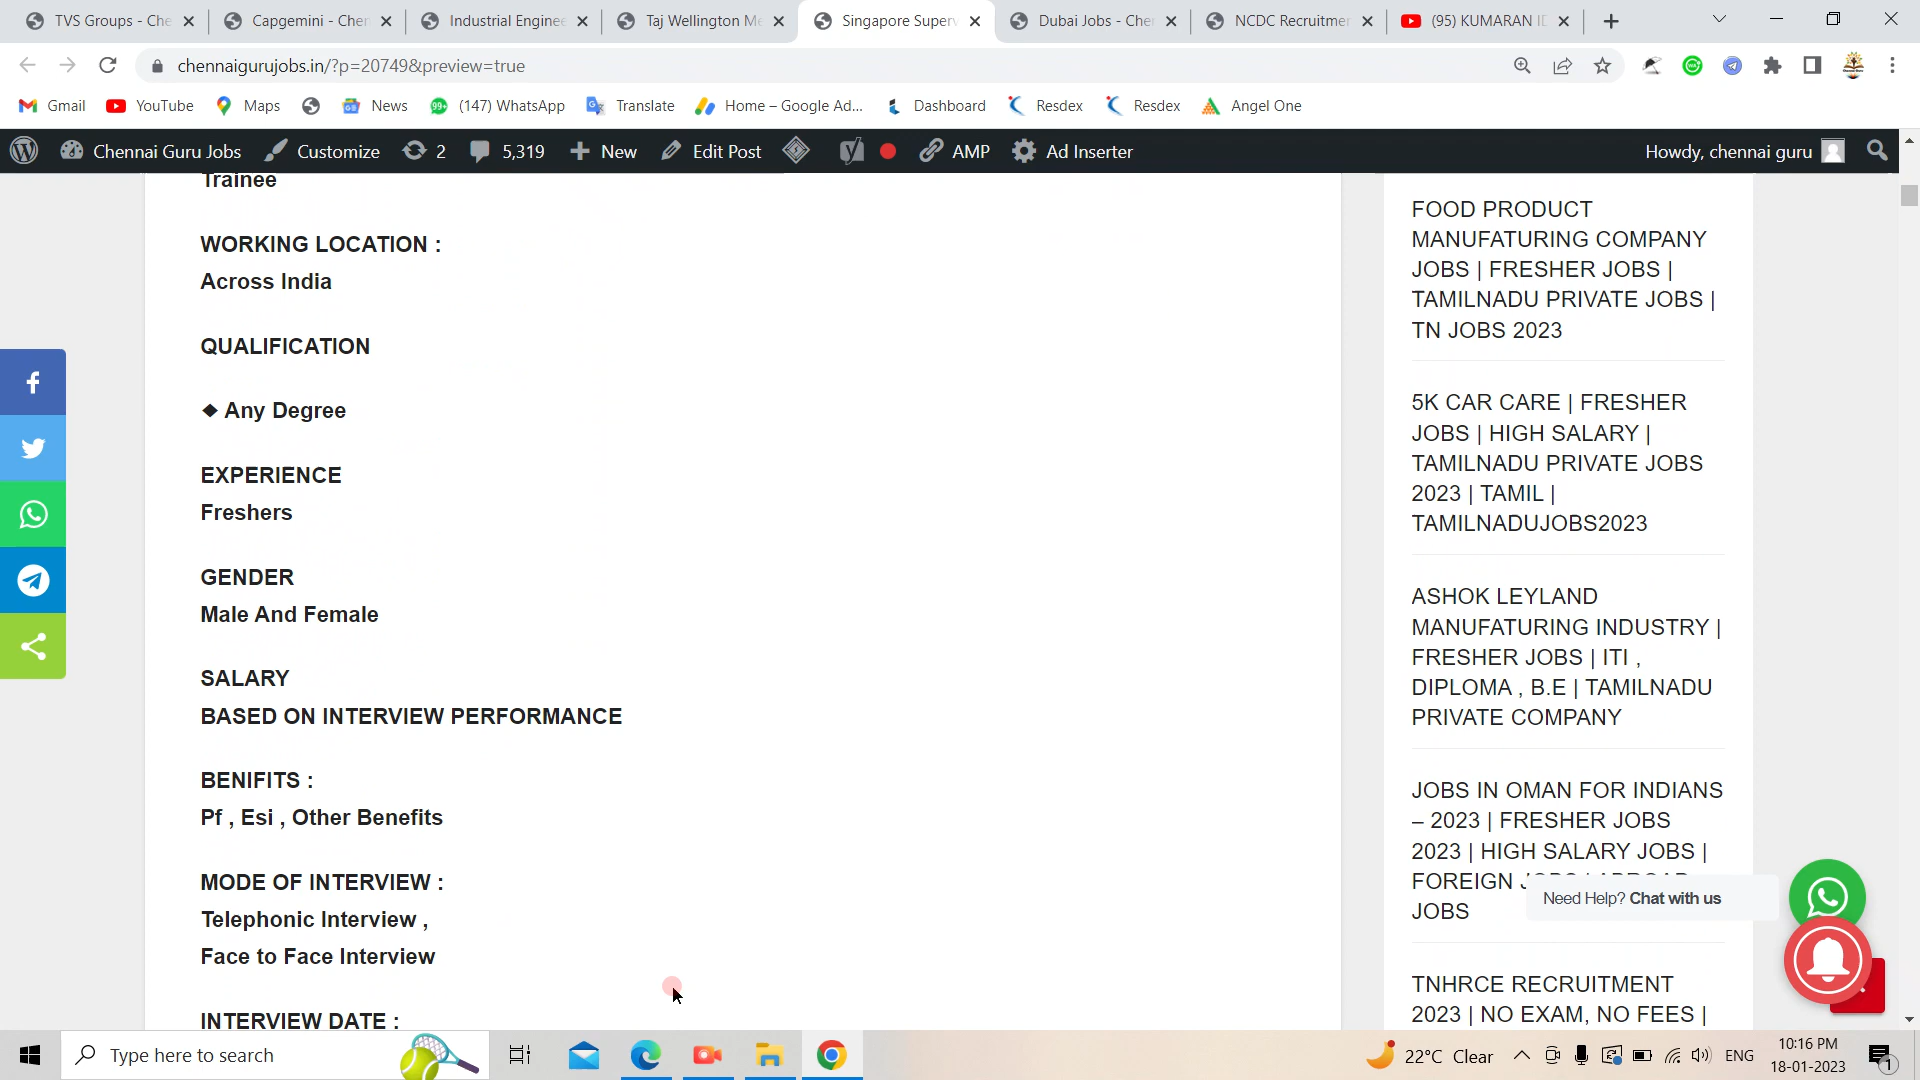 TVS Groups - Che
Capgemini - Cher
Industrial Enginee
Taj Wellington M
Singapore Superv
Dubai Jobs - Cher
NCDC Recruitmer
(95) KUMARAN
chennaigurujobs.in/?p=20749&preview=true
Gmail
YouTube
Maps
News
(147) WhatsApp
Translate
Home – Google Ad...
Dashboard
Resdex
Resdex
Angel One
Chennai Guru Jobs
Customize
2
5,319
New
Edit Post
AMP
Ad Inserter
Howdy, chennai guru
Trainee
WORKING LOCATION :
Across India
QUALIFICATION
❖ Any Degree
EXPERIENCE
Freshers
GENDER
Male And Female
SALARY
BASED ON INTERVIEW PERFORMANCE
BENIFITS :
Pf , Esi , Other Benefits
MODE OF INTERVIEW :
Telephonic Interview ,
Face to Face Interview
INTERVIEW DATE :
FOOD PRODUCT
MANUFATURING COMPANY
JOBS | FRESHER JOBS |
TAMILNADU PRIVATE JOBS |
TN JOBS 2023
5K CAR CARE | FRESHER
JOBS | HIGH SALARY |
TAMILNADU PRIVATE JOBS
2023 | TAMIL |
TAMILNADUJOBS2023
ASHOK LEYLAND
MANUFATURING INDUSTRY |
FRESHER JOBS | ITI ,
DIPLOMA , B.E | TAMILNADU
PRIVATE COMPANY
JOBS IN OMAN FOR INDIANS
– 2023 | FRESHER JOBS
2023 | HIGH SALARY JOBS |
FOREIGN
JOBS
Need Help? Chat with us
TNHRCE RECRUITMENT
2023 | NO EXAM, NO FEES |
Type here to search
22°C Clear
ENG
10:16 PM
18-01-2023
1